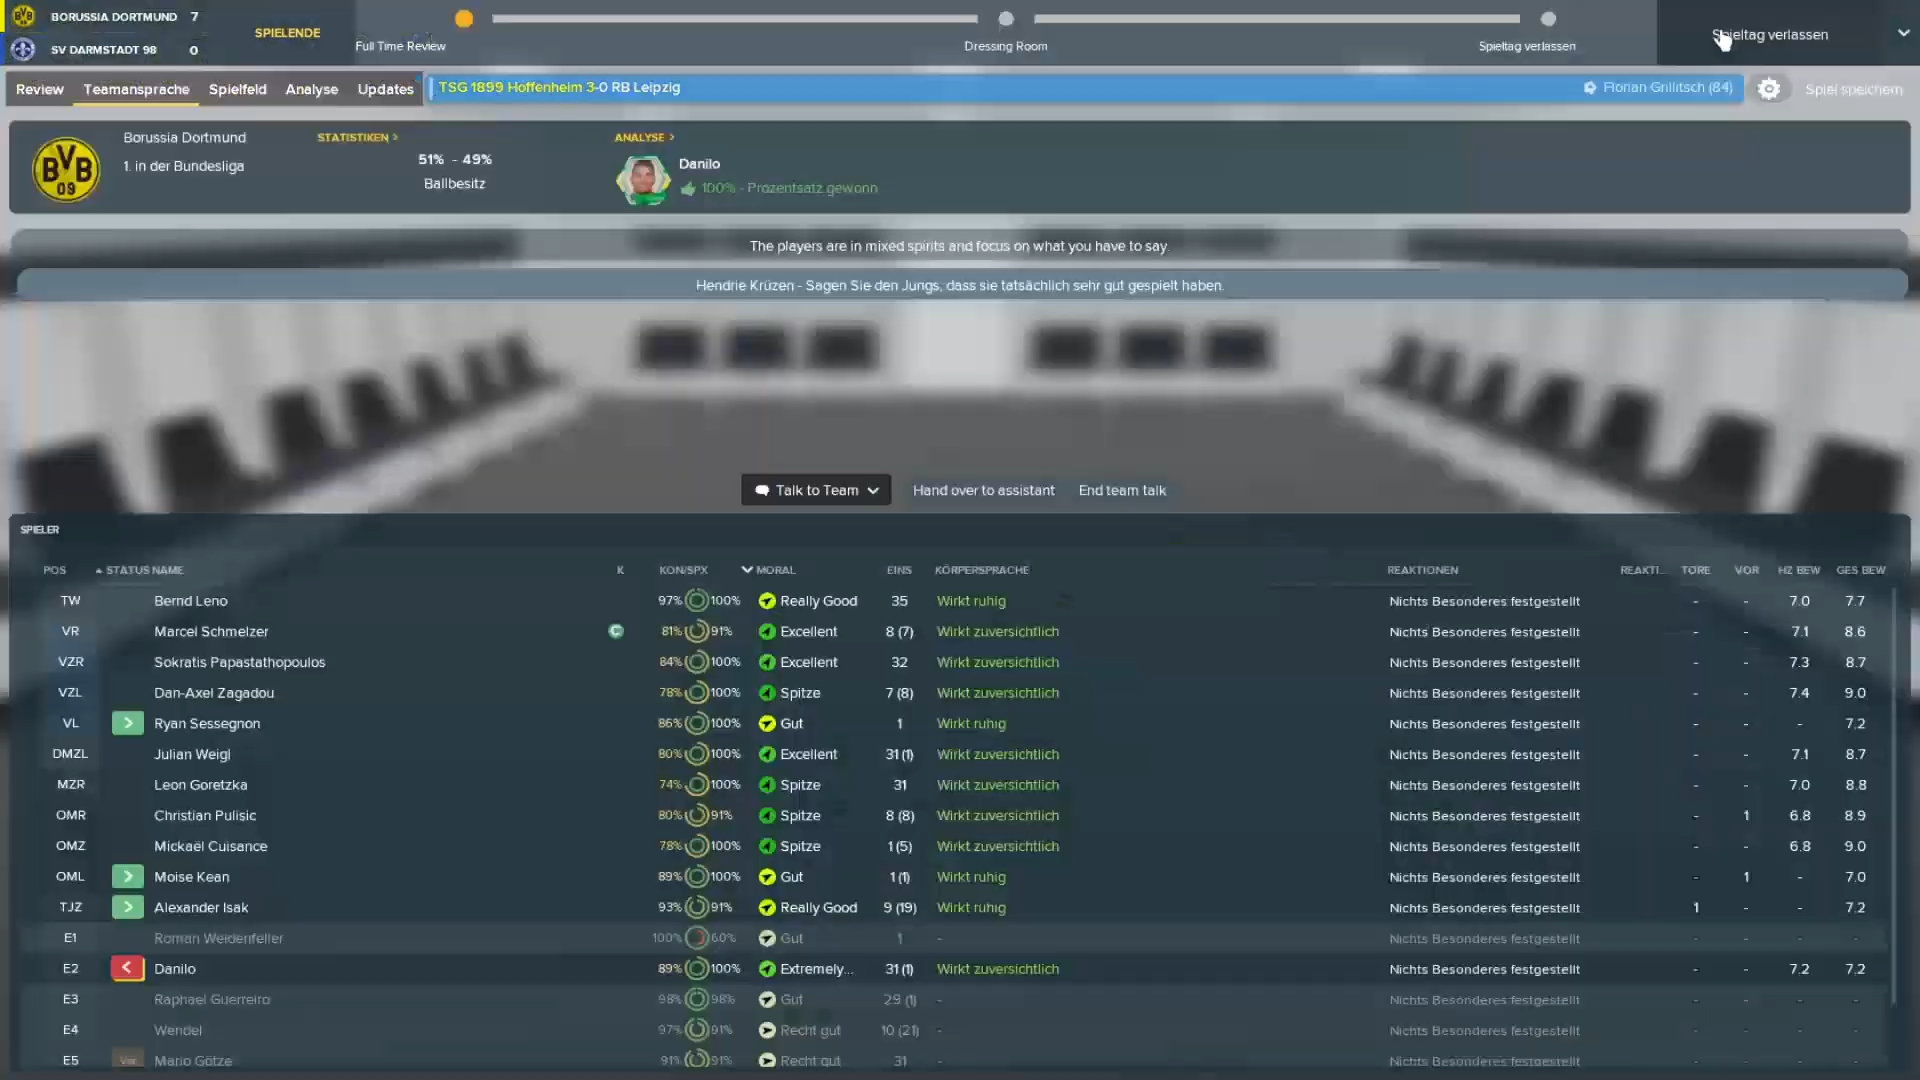 BORUSSIA DORTMUND 7
SV DARMSTADT 98 0
SPIELENDE
Full Time Review
Dressing Room
Spieltag verlassen
Spieltag verlassen
Review Teamansprache Spielfeld Analyse Updates
TSG 1899 Hoffenheim 3-0 RB Leipzig
Florian Grillitsch (84)
Spiel speichern
BVB 09
Borussia Dortmund
1. in der Bundesliga
STATISTIKEN >
51% - 49%
Ballbesitz
ANALYSE >
Danilo
100% - Prozentsatz gewonn
The players are in mixed spirits and focus on what you have to say.
Hendrie Krüzen - Sagen Sie den Jungs, dass sie tatsächlich sehr gut gespielt haben.
Talk to Team Hand over to assistant End team talk
SPIELER
POS STATUS NAME K KON/SPX MORAL EINS KÖRPERSPRACHE REAKTIONEN REAKTI... TORE VOR HZ BEW GES BEW
TW Bernd Leno 97% 100% Really Good 35 Wirkt ruhig Nichts Besonderes festgestellt - - 7.0 7.7
VR Marcel Schmelzer C 81% 91% Excellent 8 (7) Wirkt zuversichtlich Nichts Besonderes festgestellt - - 7.1 8.6
VZR Sokratis Papastathopoulos 84% 100% Excellent 32 Wirkt zuversichtlich Nichts Besonderes festgestellt - - 7.3 8.7
VZL Dan-Axel Zagadou 78% 100% Spitze 7 (8) Wirkt zuversichtlich Nichts Besonderes festgestellt - - 7.4 9.0
VL Ryan Sessegnon 86% 100% Gut 1 Wirkt ruhig Nichts Besonderes festgestellt - - - 7.2
DMZL Julian Weigl 80% 100% Excellent 31 (1) Wirkt zuversichtlich Nichts Besonderes festgestellt - - 7.1 8.7
MZR Leon Goretzka 74% 100% Spitze 31 Wirkt zuversichtlich Nichts Besonderes festgestellt - - 7.0 8.8
OMR Christian Pulisic 80% 91% Spitze 8 (8) Wirkt zuversichtlich Nichts Besonderes festgestellt - 1 6.8 8.9
OMZ Mickaël Cuisance 78% 100% Spitze 1 (5) Wirkt zuversichtlich Nichts Besonderes festgestellt - - 6.8 9.0
OML Moise Kean 89% 100% Gut 1 (1) Wirkt ruhig Nichts Besonderes festgestellt - 1 - 7.0
TJZ Alexander Isak 93% 91% Really Good 9 (19) Wirkt ruhig Nichts Besonderes festgestellt 1 - - 7.2
E1 Roman Weidenfeller 100% 60% Gut 1 - Nichts Besonderes festgestellt - - - -
E2 Danilo 89% 100% Extremely... 31 (1) Wirkt zuversichtlich Nichts Besonderes festgestellt - - 7.2 7.2
E3 Raphael Guerreiro 98% 98% Gut 29 (1) - Nichts Besonderes festgestellt - - - -
E4 Wendel 97% 91% Recht gut 10 (21) - Nichts Besonderes festgestellt - - - -
E5 Mario Götze 91% 91% Recht gut 31 - Nichts Besonderes festgestellt - - - -